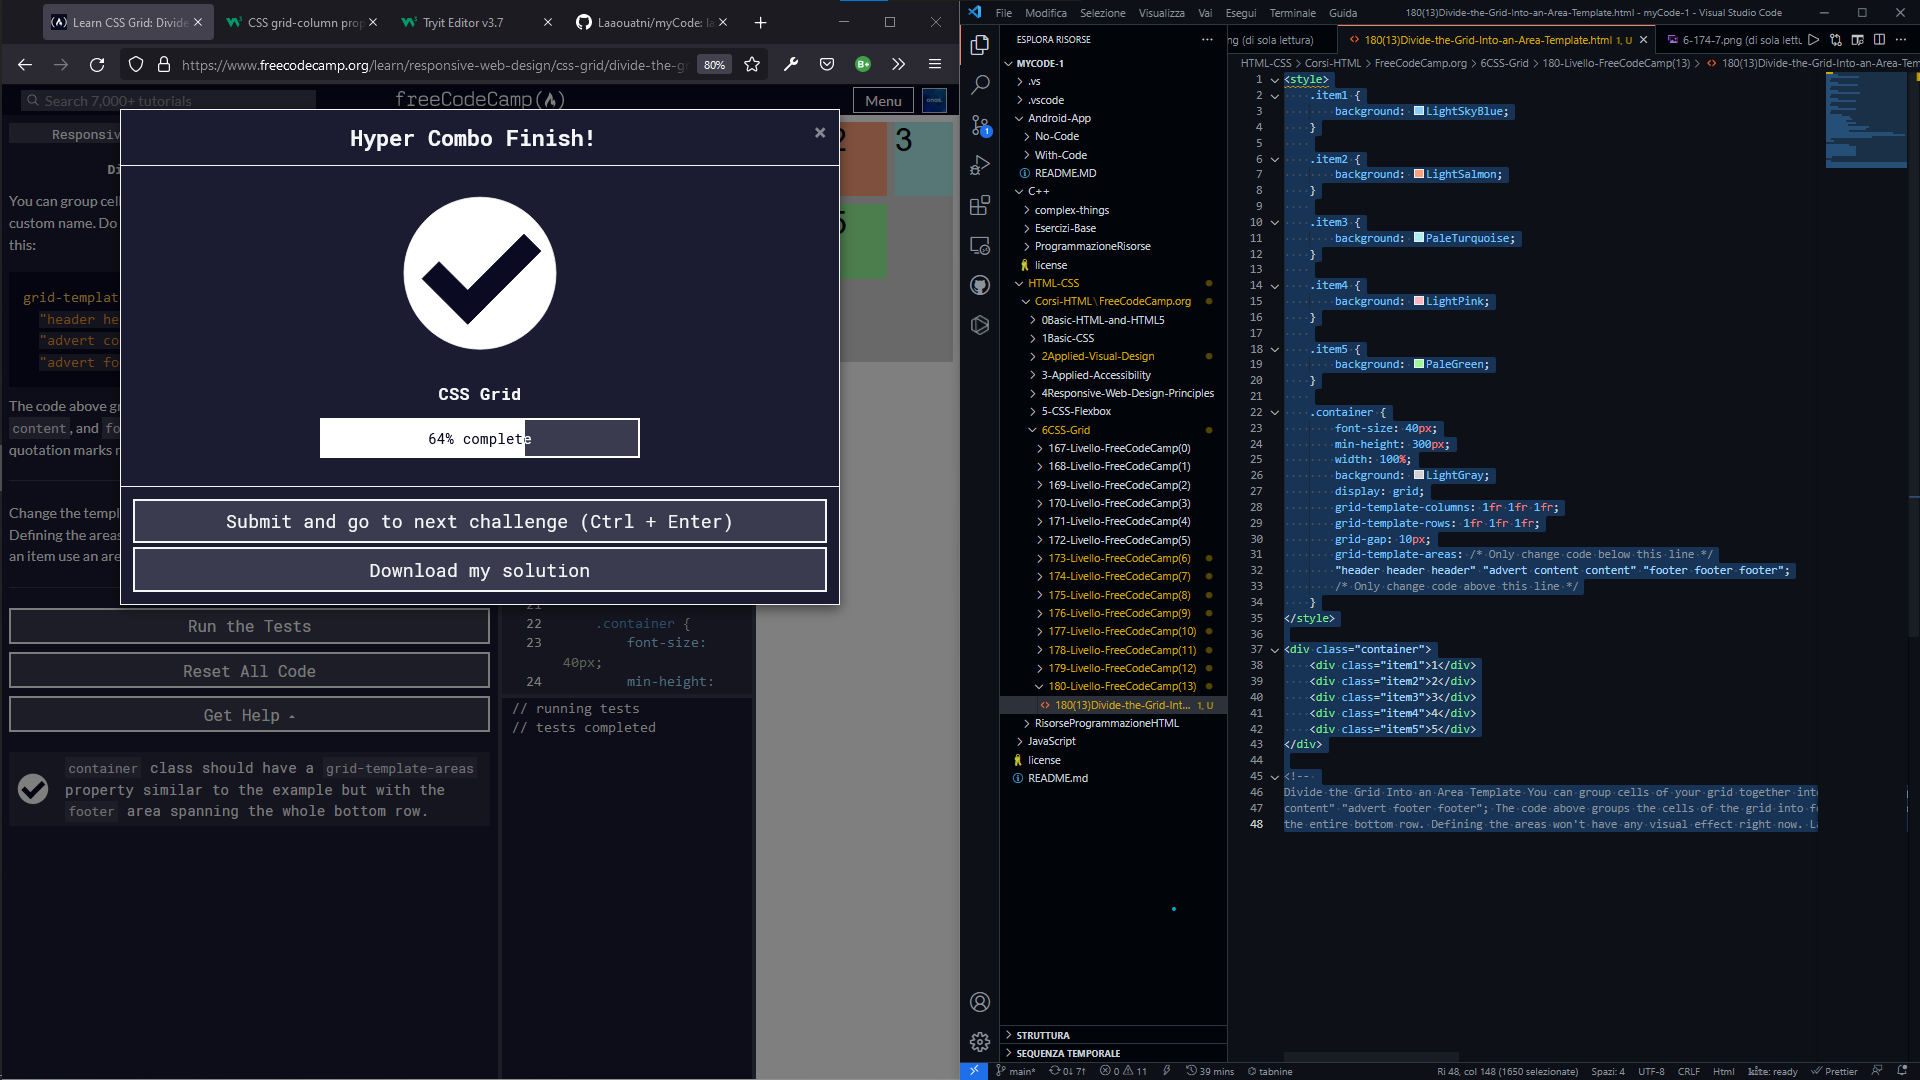 Learn CSS Grid: Divide
CSS grid-column prop
Tryit Editor v3.7
Laaouatni/myCode: la
https://www.freecodecamp.org/learn/responsive-web-design/css-grid/divide-the-g
80%
Search 7,000+ tutorials
freeCodeCamp(🔥)
Menu
Responsiv
Di
You can group cel
custom name. Do
this:
grid-templat
"header he
"advert co
"advert fo
The code above g
content, and fo
quotation marks r
Change the templ
Defining the areas
an item use an are
Hyper Combo Finish!
×
CSS Grid
64% complete
Submit and go to next challenge (Ctrl + Enter)
Download my solution
2
3
5
Run the Tests
Reset All Code
Get Help
container class should have a grid-template-areas
property similar to the example but with the
footer area spanning the whole bottom row.
21
22 .container {
23 font-size:
40px;
24 min-height:
// running tests
// tests completed
File Modifica Selezione Visualizza Vai Esegui Terminale Guida
180(13)Divide-the-Grid-Into-an-Area-Template.html - myCode-1 - Visual Studio Code
ESPLORA RISORSE
MYCODE-1
.vs
.vscode
Android-App
No-Code
With-Code
README.MD
C++
complex-things
Esercizi-Base
ProgrammazioneRisorse
license
HTML-CSS
Corsi-HTML\FreeCodeCamp.org
0Basic-HTML-and-HTML5
1Basic-CSS
2Applied-Visual-Design
3-Applied-Accessibility
4Responsive-Web-Design-Principles
5-CSS-Flexbox
6CSS-Grid
167-Livello-FreeCodeCamp(0)
168-Livello-FreeCodeCamp(1)
169-Livello-FreeCodeCamp(2)
170-Livello-FreeCodeCamp(3)
171-Livello-FreeCodeCamp(4)
172-Livello-FreeCodeCamp(5)
173-Livello-FreeCodeCamp(6)
174-Livello-FreeCodeCamp(7)
175-Livello-FreeCodeCamp(8)
176-Livello-FreeCodeCamp(9)
177-Livello-FreeCodeCamp(10)
178-Livello-FreeCodeCamp(11)
179-Livello-FreeCodeCamp(12)
180-Livello-FreeCodeCamp(13)
180(13)Divide-the-Grid-Int... 1, U
RisorseProgrammazioneHTML
JavaScript
license
README.md
STRUTTURA
SEQUENZA TEMPORALE
ng (di sola lettura)
180(13)Divide-the-Grid-Into-an-Area-Template.html 1, U
6-174-7.png (di sola lettu
HTML-CSS > Corsi-HTML > FreeCodeCamp.org > 6CSS-Grid > 180-Livello-FreeCodeCamp(13) > 180(13)Divide-the-Grid-Into-an-Area-Tem
1 <style>
2 .item1 {
3 background: LightSkyBlue;
4 }
5
6 .item2 {
7 background: LightSalmon;
8 }
9
10 .item3 {
11 background: PaleTurquoise;
12 }
13
14 .item4 {
15 background: LightPink;
16 }
17
18 .item5 {
19 background: PaleGreen;
20 }
21
22 .container {
23 font-size: 40px;
24 min-height: 300px;
25 width: 100%;
26 background: LightGray;
27 display: grid;
28 grid-template-columns: 1fr 1fr 1fr;
29 grid-template-rows: 1fr 1fr 1fr;
30 grid-gap: 10px;
31 grid-template-areas: /* Only change code below this line */
32 "header header header" "advert content content" "footer footer footer";
33 /* Only change code above this line */
34 }
35 </style>
36
37 <div class="container">
38 <div class="item1">1</div>
39 <div class="item2">2</div>
40 <div class="item3">3</div>
41 <div class="item4">4</div>
42 <div class="item5">5</div>
43 </div>
44
45 <!--
46 Divide the Grid Into an Area Template You can group cells of your grid together int
47 content" "advert footer footer"; The code above groups the cells of the grid into f
48 the entire bottom row. Defining the areas won't have any visual effect right now. L
main* 0↓ 7↑ 0 11 39 mins tabnine
Ri 48, col 148 (1650 selezionate) Spazi: 4 UTF-8 CRLF Html kite: ready Prettier